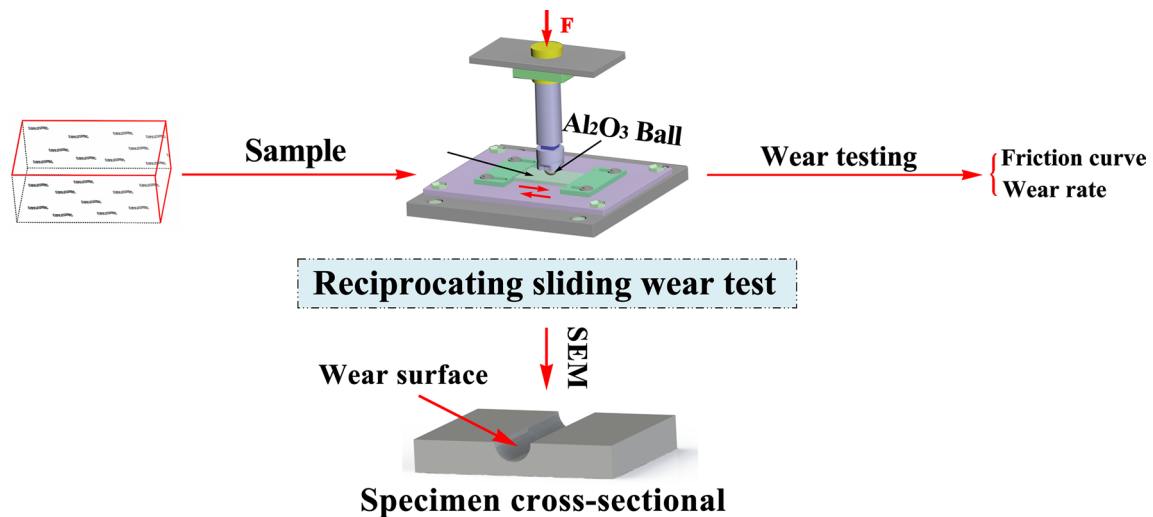 F
Al₂O₃ Ball
Sample
Wear testing
Friction curve
Wear rate
Reciprocating sliding wear test
SEM
Wear surface
Specimen cross-sectional